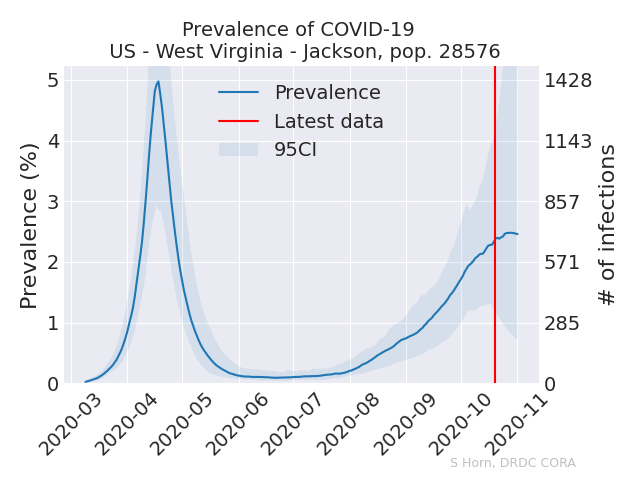 Prevalence of COVID-19
US - West Virginia - Jackson, pop. 28576
Prevalence (%)
5
4
3
2
1
0
Prevalence
Latest data
95CI
1428
1143
857
571
285
0
# of infections
2020-03
2020-04
2020-05
2020-06
2020-07
2020-08
2020-09
2020-10
2020-11
S Horn, DRDC CORA